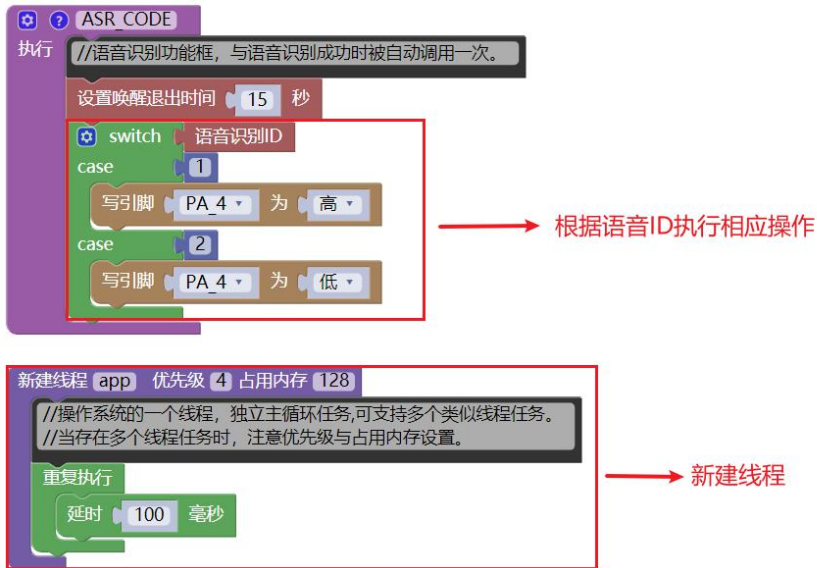 ? ASR_CODE
执行 //语音识别功能框，与语音识别成功时被自动调用一次。
设置唤醒退出时间 15 秒
switch 语音识别ID
case 1
写引脚 PA_4 为 高
case 2
写引脚 PA_4 为 低
根据语音ID执行相应操作
新建线程 app 优先级 4 占用内存 128
//操作系统的一个线程，独立主循环任务,可支持多个类似线程任务。
//当存在多个线程任务时，注意优先级与占用内存设置。
重复执行
延时 100 毫秒
新建线程